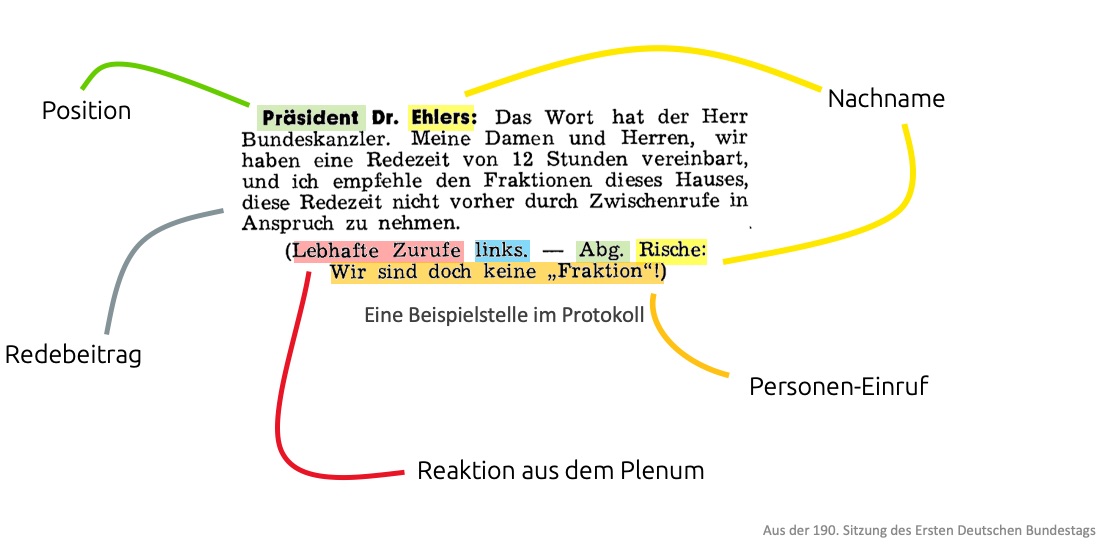 Position
Nachname
Präsident Dr. Ehlers: Das Wort hat der Herr
Bundeskanzler. Meine Damen und Herren, wir
haben eine Redezeit von 12 Stunden vereinbart,
und ich empfehle den Fraktionen dieses Hauses,
diese Redezeit nicht vorher durch Zwischenrufe in
Anspruch zu nehmen.
(Lebhafte Zurufe links. — Abg. Rische:
Wir sind doch keine „Fraktion“!)
Eine Beispielstelle im Protokoll
Redebeitrag
Personen-Einruf
Reaktion aus dem Plenum
Aus der 190. Sitzung des Ersten Deutschen Bundestags